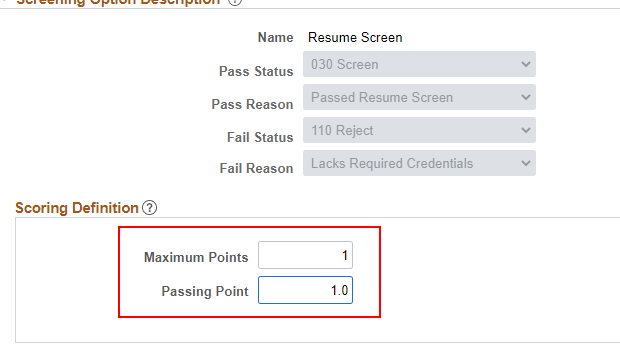 Screening Option Description ?
Name Resume Screen
Pass Status 030 Screen
Pass Reason Passed Resume Screen
Fail Status 110 Reject
Fail Reason Lacks Required Credentials
Scoring Definition ?
Maximum Points 1
Passing Point 1.0